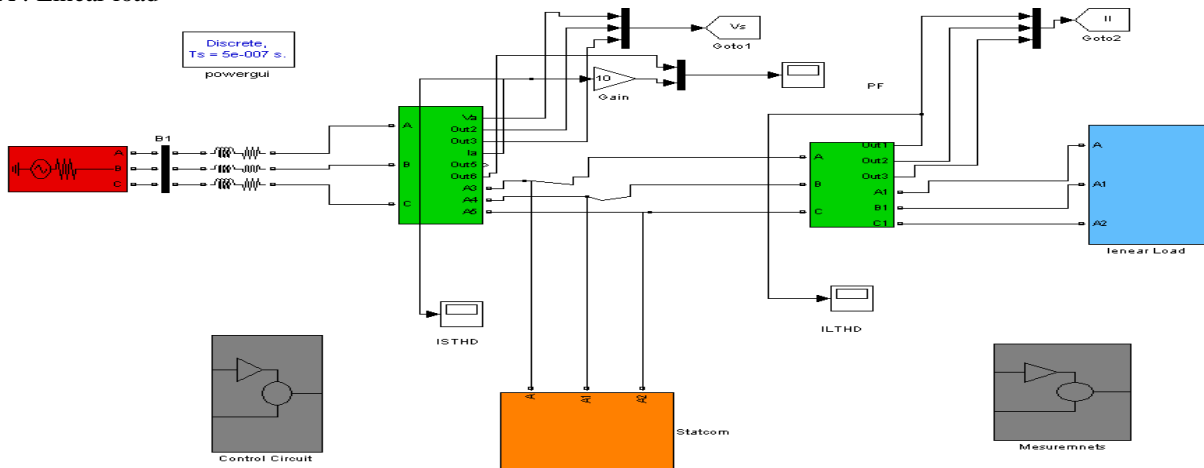 Discrete,
Ts = 5e-007 s.
powergui
Vs
Goto1
Il
Goto2
10
Gain
PF
B1
A
B
C
A
B
C
Va
Out2
Out3
Ia
Out5
Out6
A3
A4
A5
A
B
C
Out1
Out2
Out3
A1
B1
C1
A
A1
A2
lenear Load
ISTHD
ILTHD
A
A1
A2
Statcom
Control Circuit
Mesuremnets